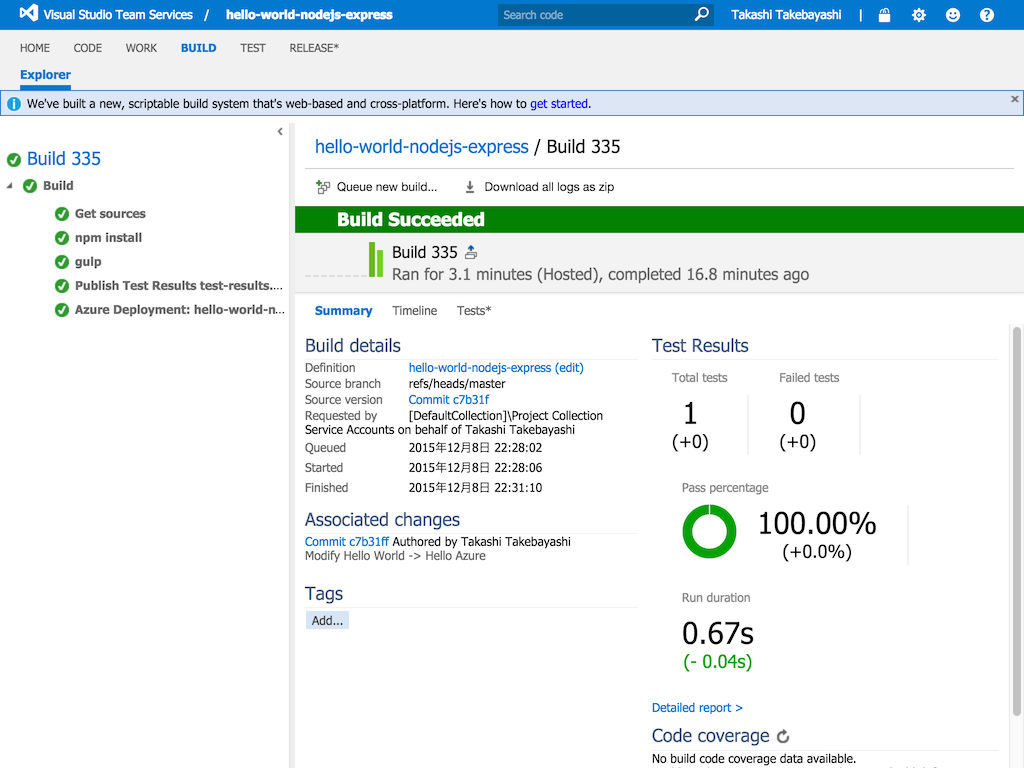 Visual Studio Team Services / hello-world-nodejs-express Search code Takashi Takebayashi |
HOME CODE WORK BUILD TEST RELEASE*
Explorer
We've built a new, scriptable build system that's web-based and cross-platform. Here's how to get started.
Build 335
Build
Get sources
npm install
gulp
Publish Test Results test-results....
Azure Deployment: hello-world-n...
hello-world-nodejs-express / Build 335
Queue new build... Download all logs as zip
Build Succeeded
Build 335
Ran for 3.1 minutes (Hosted), completed 16.8 minutes ago
Summary Timeline Tests*
Build details
Definition hello-world-nodejs-express (edit)
Source branch refs/heads/master
Source version Commit c7b31f
Requested by [DefaultCollection]\Project Collection
Service Accounts on behalf of Takashi Takebayashi
Queued 2015年12月8日 22:28:02
Started 2015年12月8日 22:28:06
Finished 2015年12月8日 22:31:10
Associated changes
Commit c7b31ff Authored by Takashi Takebayashi
Modify Hello World -> Hello Azure
Tags
Add...
Test Results
Total tests Failed tests
1 0
(+0) (+0)
Pass percentage
100.00%
(+0.0%)
Run duration
0.67s
(- 0.04s)
Detailed report >
Code coverage
No build code coverage data available.